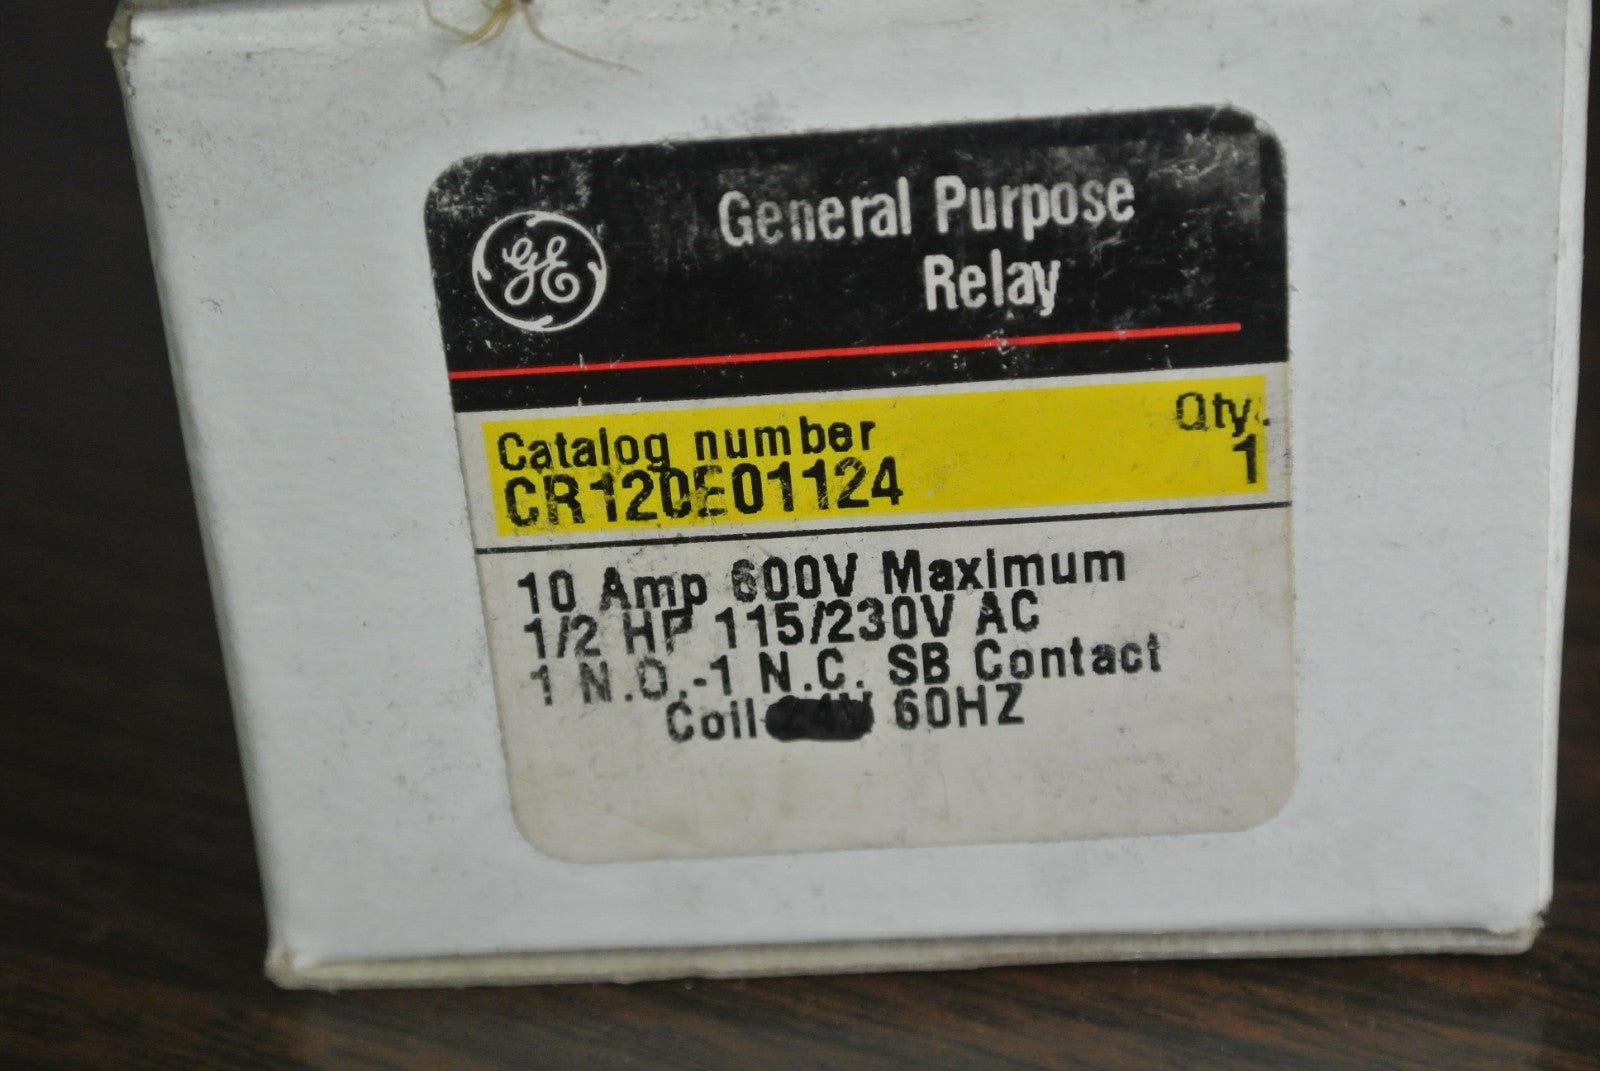 GE
General Purpose
Relay
Catalog number Qty.
CR120E01124 1
10 Amp 600V Maximum
1/2 HP 115/230V AC
1 N.O.-1 N.C. SB Contact
Coil 60HZ